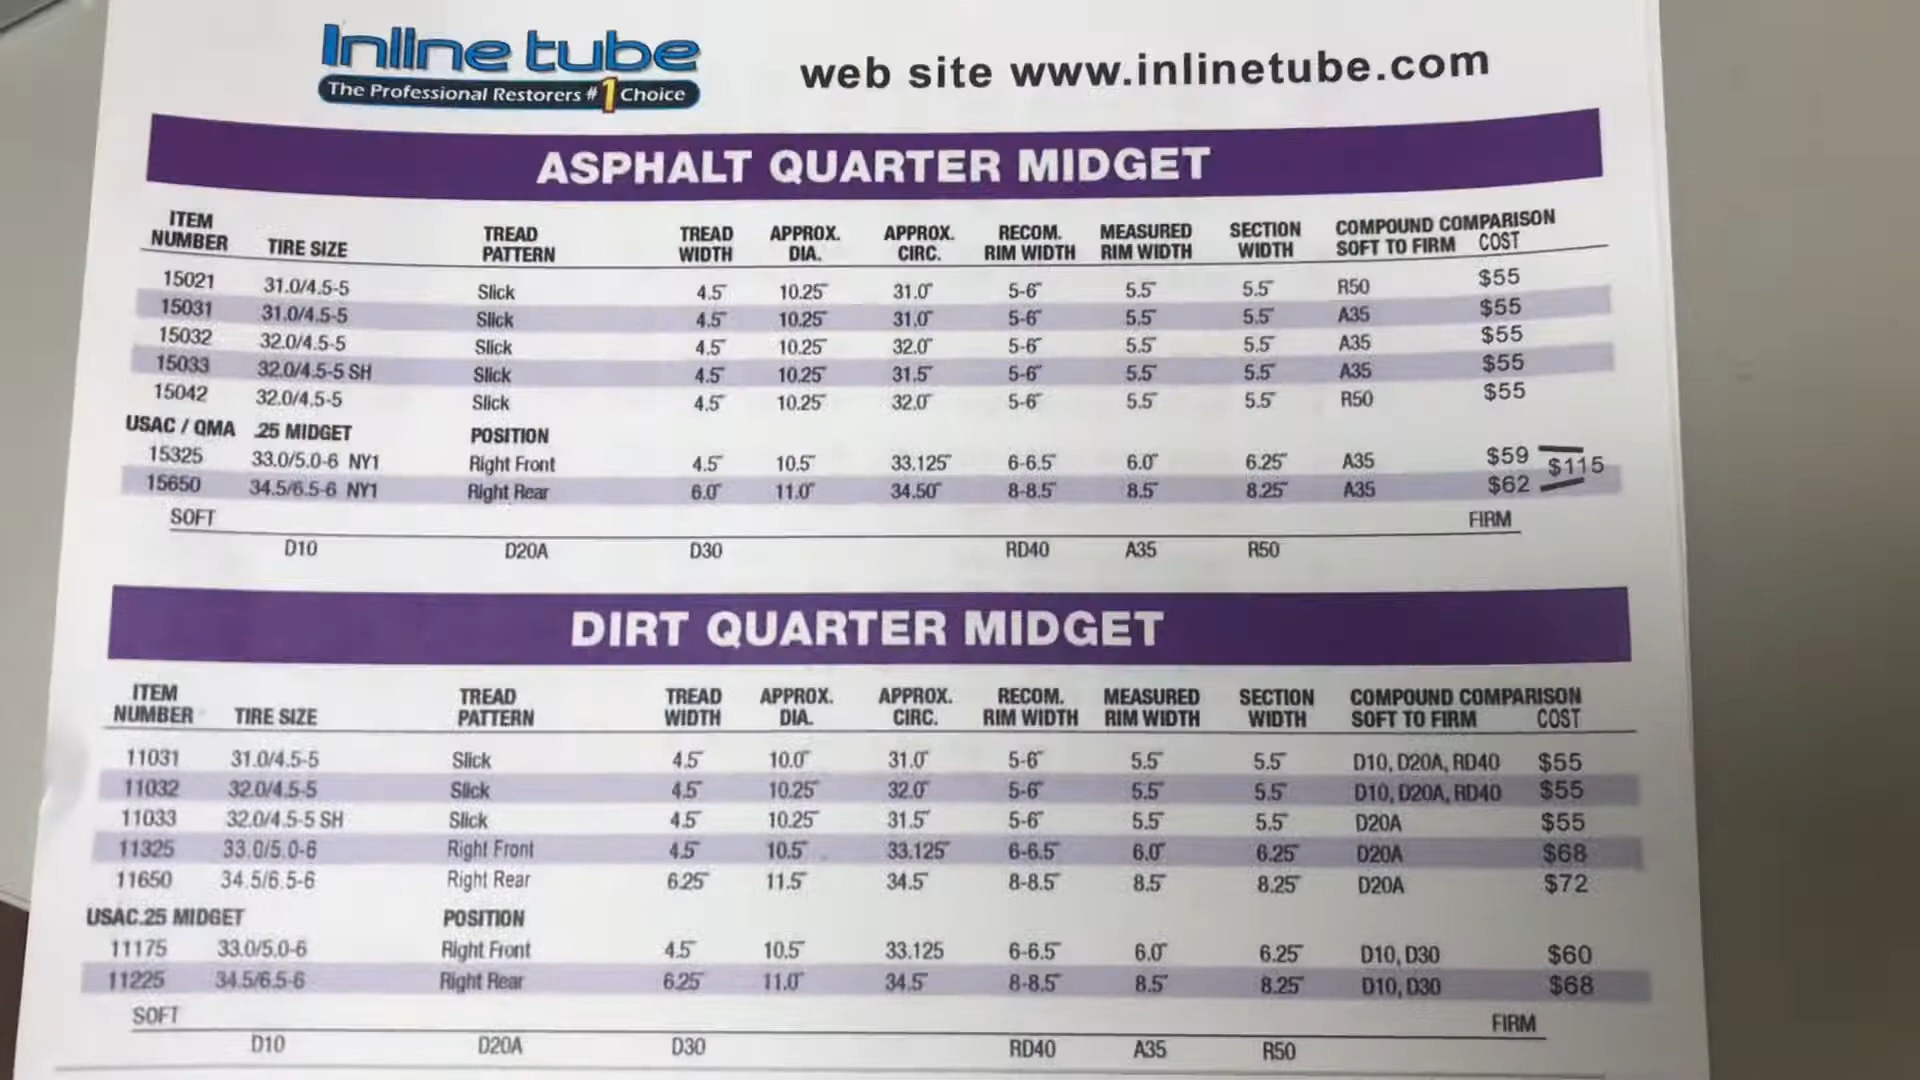 Inline tube
The Professional Restorers #1 Choice
web site www.inlinetube.com
ASPHALT QUARTER MIDGET
ITEM NUMBER TIRE SIZE TREAD PATTERN TREAD WIDTH APPROX. DIA. APPROX. CIRC. RECOM. RIM WIDTH MEASURED RIM WIDTH SECTION WIDTH COMPOUND COMPARISON SOFT TO FIRM COST
15021 31.0/4.5-5 Slick 4.5" 10.25" 31.0" 5-6" 5.5" 5.5" R50 $55
15031 31.0/4.5-5 Slick 4.5" 10.25" 31.0" 5-6" 5.5" 5.5" A35 $55
15032 32.0/4.5-5 Slick 4.5" 10.25" 32.0" 5-6" 5.5" 5.5" A35 $55
15033 32.0/4.5-5 SH Slick 4.5" 10.25" 31.5" 5-6" 5.5" 5.5" A35 $55
15042 32.0/4.5-5 Slick 4.5" 10.25" 32.0" 5-6" 5.5" 5.5" R50 $55
USAC / QMA .25 MIDGET POSITION
15325 33.0/5.0-6 NY1 Right Front 4.5" 10.5" 33.125" 6-6.5" 6.0" 6.25" A35 $59
$115
15650 34.5/6.5-6 NY1 Right Rear 6.0" 11.0" 34.50" 8-8.5" 8.5" 8.25" A35 $62
SOFT FIRM
D10 D20A D30 RD40 A35 R50
DIRT QUARTER MIDGET
ITEM NUMBER TIRE SIZE TREAD PATTERN TREAD WIDTH APPROX. DIA. APPROX. CIRC. RECOM. RIM WIDTH MEASURED RIM WIDTH SECTION WIDTH COMPOUND COMPARISON SOFT TO FIRM COST
11031 31.0/4.5-5 Slick 4.5" 10.0" 31.0" 5-6" 5.5" 5.5" D10, D20A, RD40 $55
11032 32.0/4.5-5 Slick 4.5" 10.25" 32.0" 5-6" 5.5" 5.5" D10, D20A, RD40 $55
11033 32.0/4.5-5 SH Slick 4.5" 10.25" 31.5" 5-6" 5.5" 5.5" D20A $55
11325 33.0/5.0-6 Right Front 4.5" 10.5" 33.125" 6-6.5" 6.0" 6.25" D20A $68
11650 34.5/6.5-6 Right Rear 6.25" 11.5" 34.5" 8-8.5" 8.5" 8.25" D20A $72
USAC.25 MIDGET POSITION
11175 33.0/5.0-6 Right Front 4.5" 10.5" 33.125 6-6.5" 6.0" 6.25" D10, D30 $60
11225 34.5/6.5-6 Right Rear 6.25" 11.0" 34.5" 8-8.5" 8.5" 8.25" D10, D30 $68
SOFT FIRM
D10 D20A D30 RD40 A35 R50